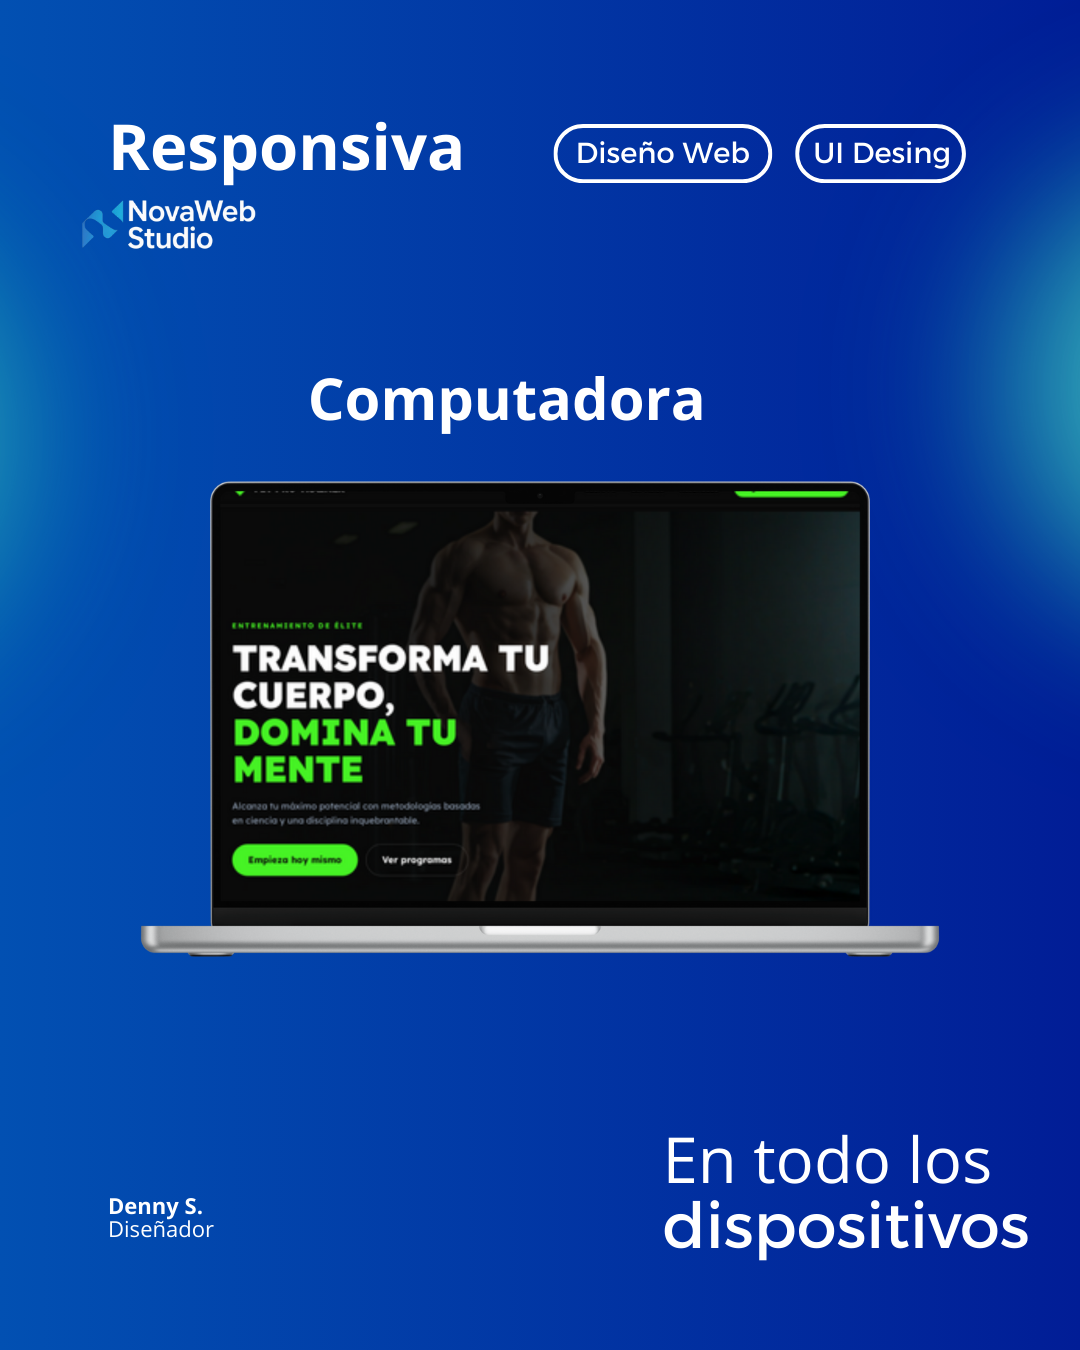 Responsiva
Diseño Web
UI Desing
NovaWeb
Studio
Computadora
ENTRENAMIENTO DE ÉLITE
TRANSFORMA TU
CUERPO,
DOMINA TU
MENTE
Alcanza tu máximo potencial con metodologías basadas
en ciencia y una disciplina inquebrantable.
Empieza hoy mismo
Ver programas
En todo los
dispositivos
Denny S.
Diseñador